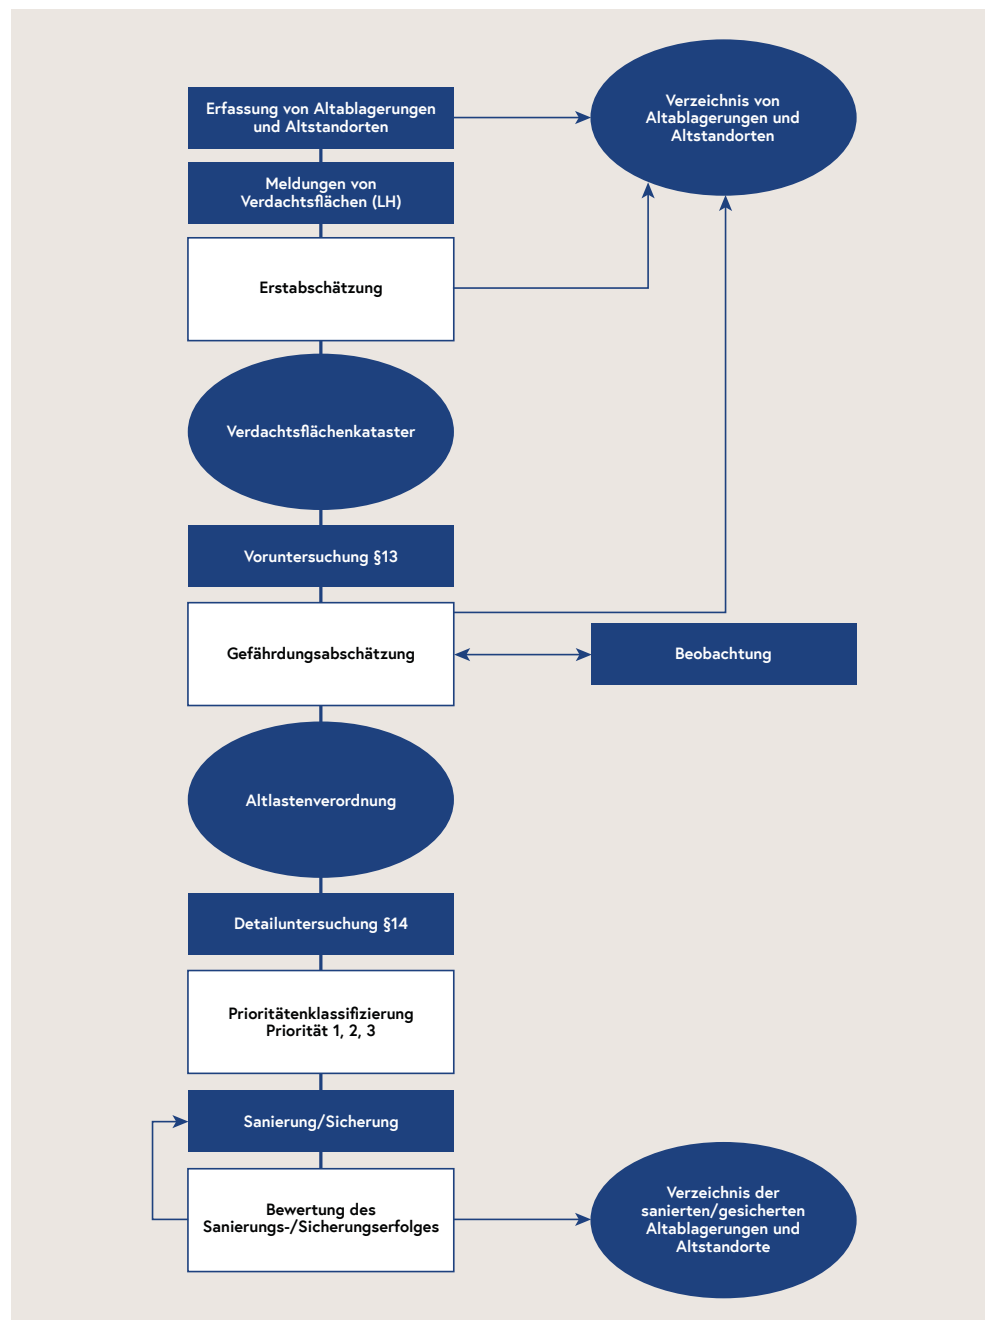 Erfassung von Altablagerungen
und Altstandorten
Verzeichnis von
Altablagerungen und
Altstandorten
Meldungen von
Verdachtsflächen (LH)
Erstabschätzung
Verdachtsflächenkataster
Voruntersuchung §13
Gefährdungsabschätzung
Beobachtung
Altlastenverordnung
Detailuntersuchung §14
Prioritätenklassifizierung
Priorität 1, 2, 3
Sanierung/Sicherung
Bewertung des
Sanierungs-/Sicherungserfolges
Verzeichnis der
sanierten/gesicherten
Altablagerungen und
Altstandorte